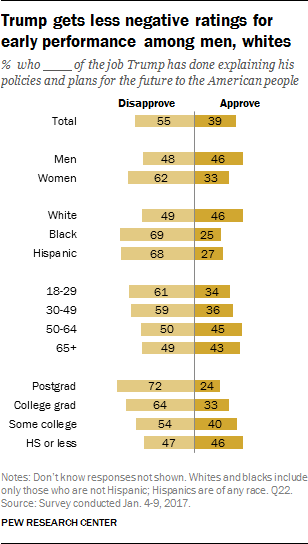 Trump gets less negative ratings for
early performance among men, whites
% who ____ of the job Trump has done explaining his
policies and plans for the future to the American people
Disapprove Approve
Total 55 39
Men 48 46
Women 62 33
White 49 46
Black 69 25
Hispanic 68 27
18-29 61 34
30-49 59 36
50-64 50 45
65+ 49 43
Postgrad 72 24
College grad 64 33
Some college 54 40
HS or less 47 46
Notes: Don't know responses not shown. Whites and blacks include
only those who are not Hispanic; Hispanics are of any race. Q22.
Source: Survey conducted Jan. 4-9, 2017.
PEW RESEARCH CENTER